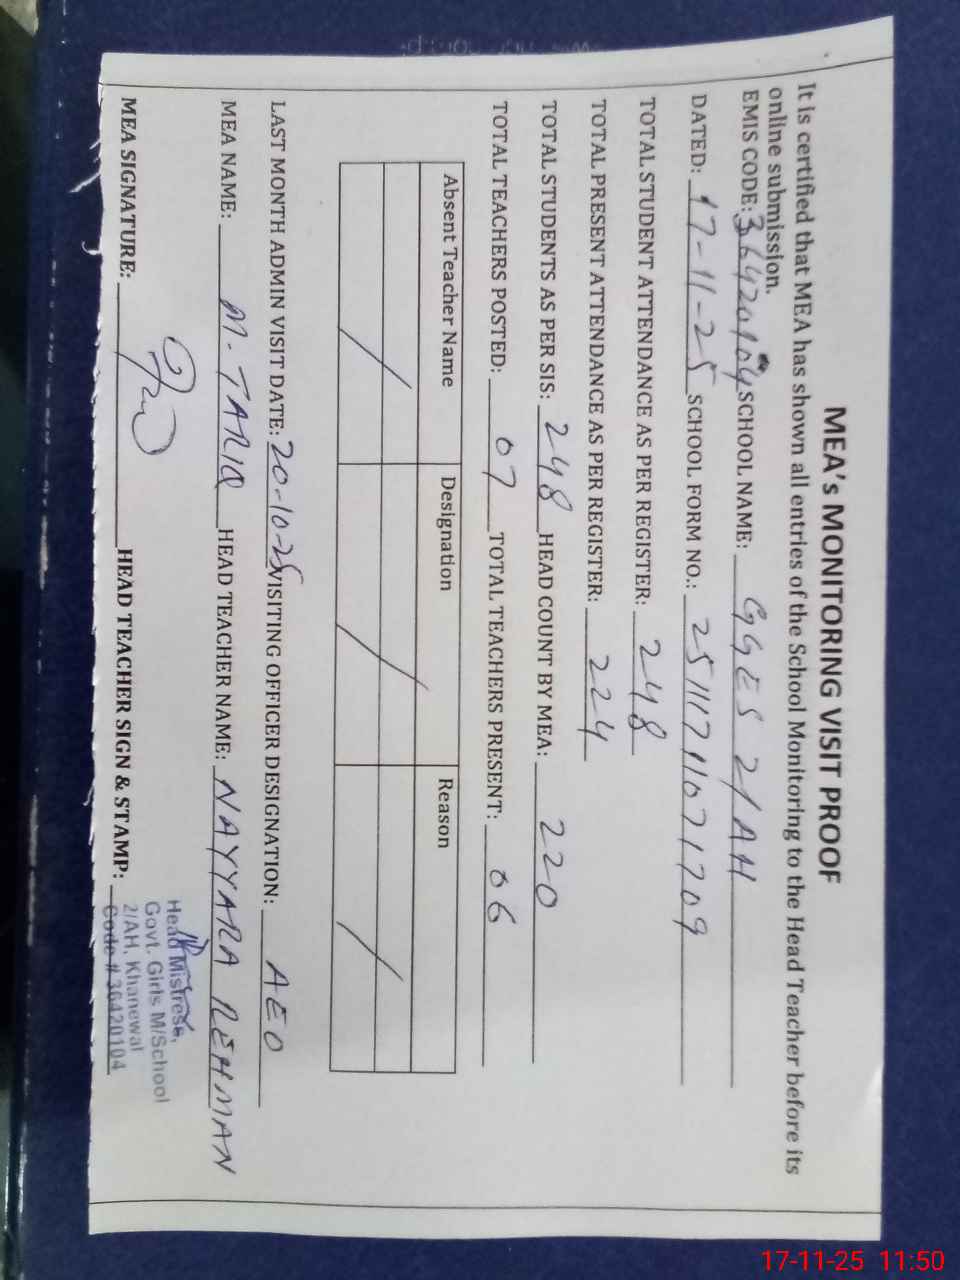 MEA's MONITORING VISIT PROOF
It is certified that MEA has shown all entries of the School Monitoring to the Head Teacher before its
online submission.
EMIS CODE: 36420104 SCHOOL NAME: GGES 2/AH
DATED: 17-11-25 SCHOOL FORM NO.: 25111711071709
TOTAL STUDENT ATTENDANCE AS PER REGISTER: 248
TOTAL PRESENT ATTENDANCE AS PER REGISTER: 224
TOTAL STUDENTS AS PER SIS: 248 HEAD COUNT BY MEA: 220
TOTAL TEACHERS POSTED: 07 TOTAL TEACHERS PRESENT: 06
Absent Teacher Name Designation Reason
LAST MONTH ADMIN VISIT DATE: 20-10-25 VISITING OFFICER DESIGNATION: AEO
MEA NAME: M. TARIQ HEAD TEACHER NAME: NAYYARA REHMAN
MEA SIGNATURE: HEAD TEACHER SIGN & STAMP:
Head Mistress,
Govt. Girls M/School
2/AH, Khanewal
Code # 36420104
17-11-25 11:50